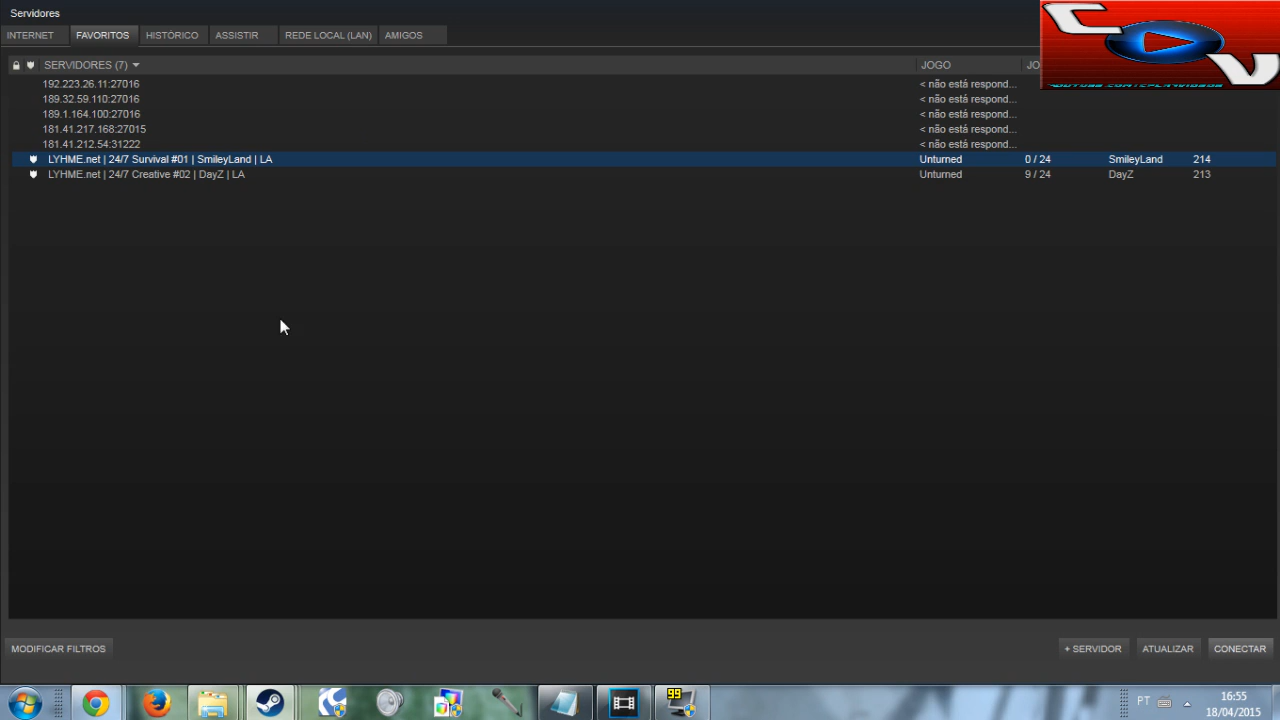 Servidores
INTERNET FAVORITOS HISTÓRICO ASSISTIR REDE LOCAL (LAN) AMIGOS
SERVIDORES (7) JOGO JO
192.223.26.11:27016 < não está respond...
189.32.59.110:27016 < não está respond...
189.1.164.100:27016 < não está respond...
181.41.217.168:27015 < não está respond...
181.41.212.54:31222 < não está respond...
LYHME.net | 24/7 Survival #01 | SmileyLand | LA Unturned 0 / 24 SmileyLand 214
LYHME.net | 24/7 Creative #02 | DayZ | LA Unturned 9 / 24 DayZ 213
MODIFICAR FILTROS + SERVIDOR ATUALIZAR CONECTAR
99
PT 16:55
18/04/2015